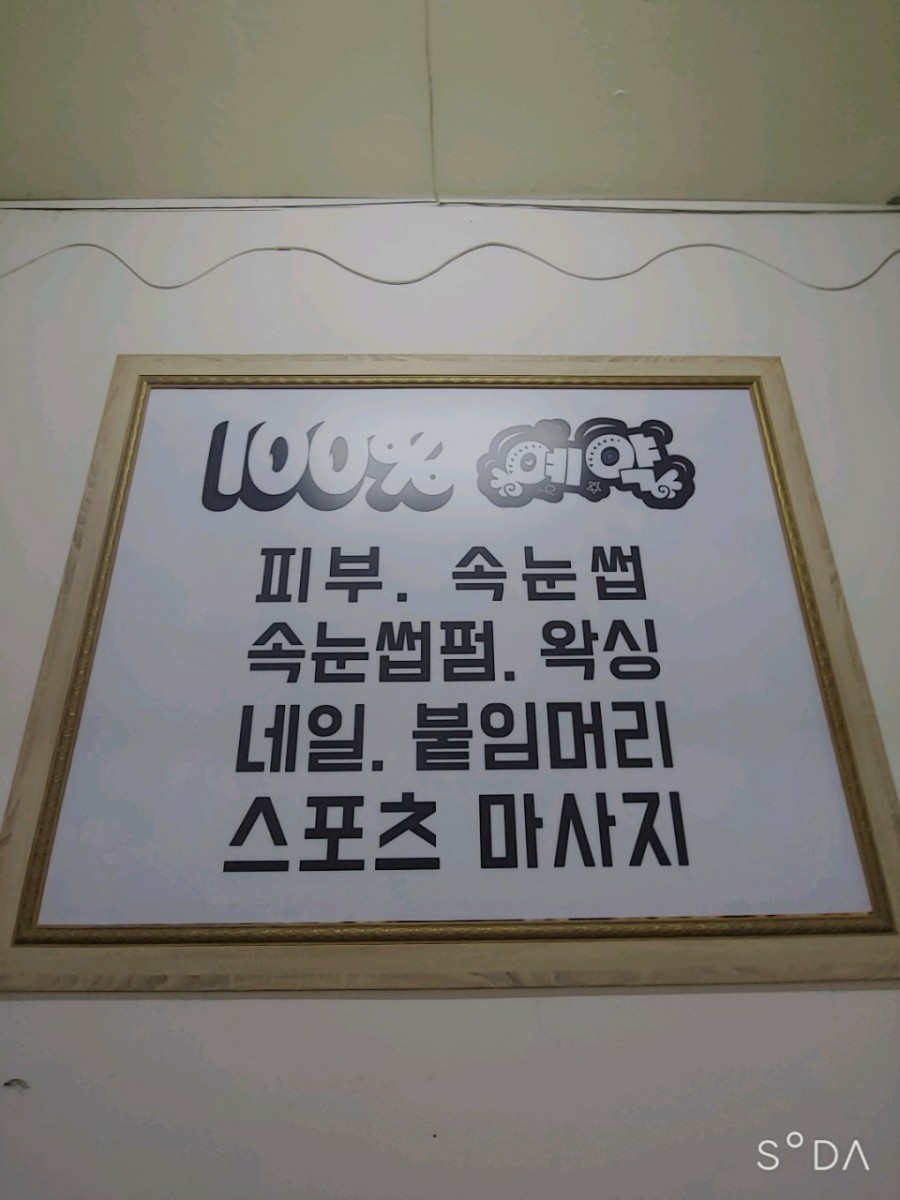 100% 예약
피부. 속눈썹
속눈썹펌. 왁싱
네일. 붙임머리
스포츠 마사지
SODA